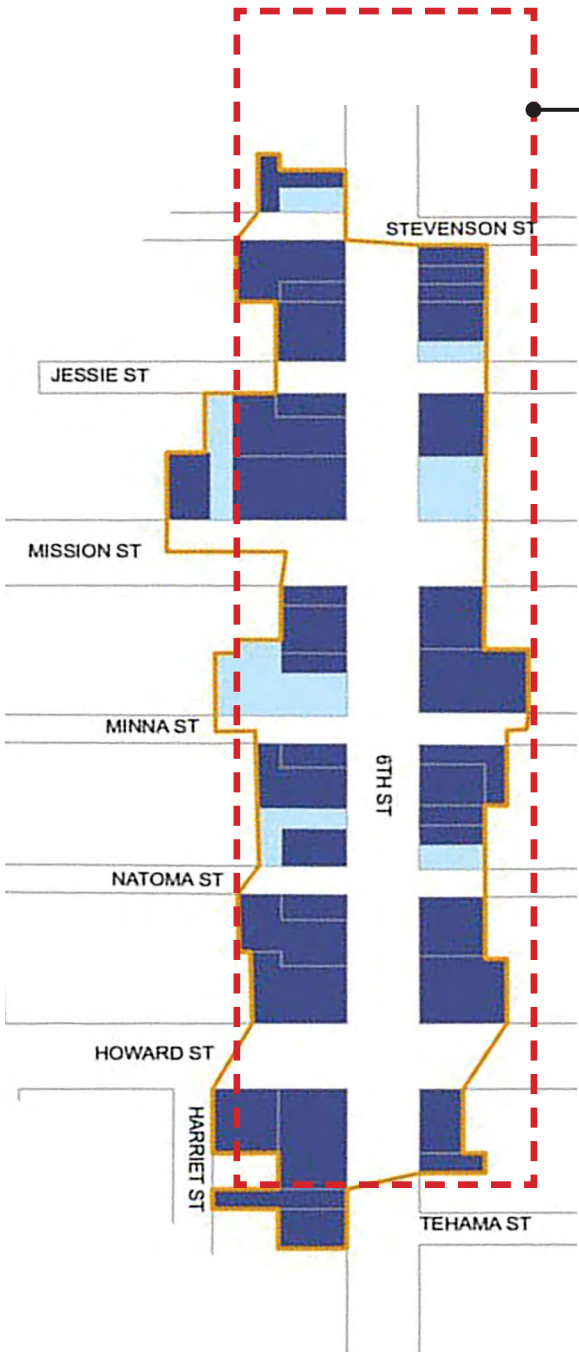 STEVENSON ST
JESSIE ST
MISSION ST
MINNA ST
6TH ST
NATOMA ST
HOWARD ST
HARRIET ST
TEHAMA ST